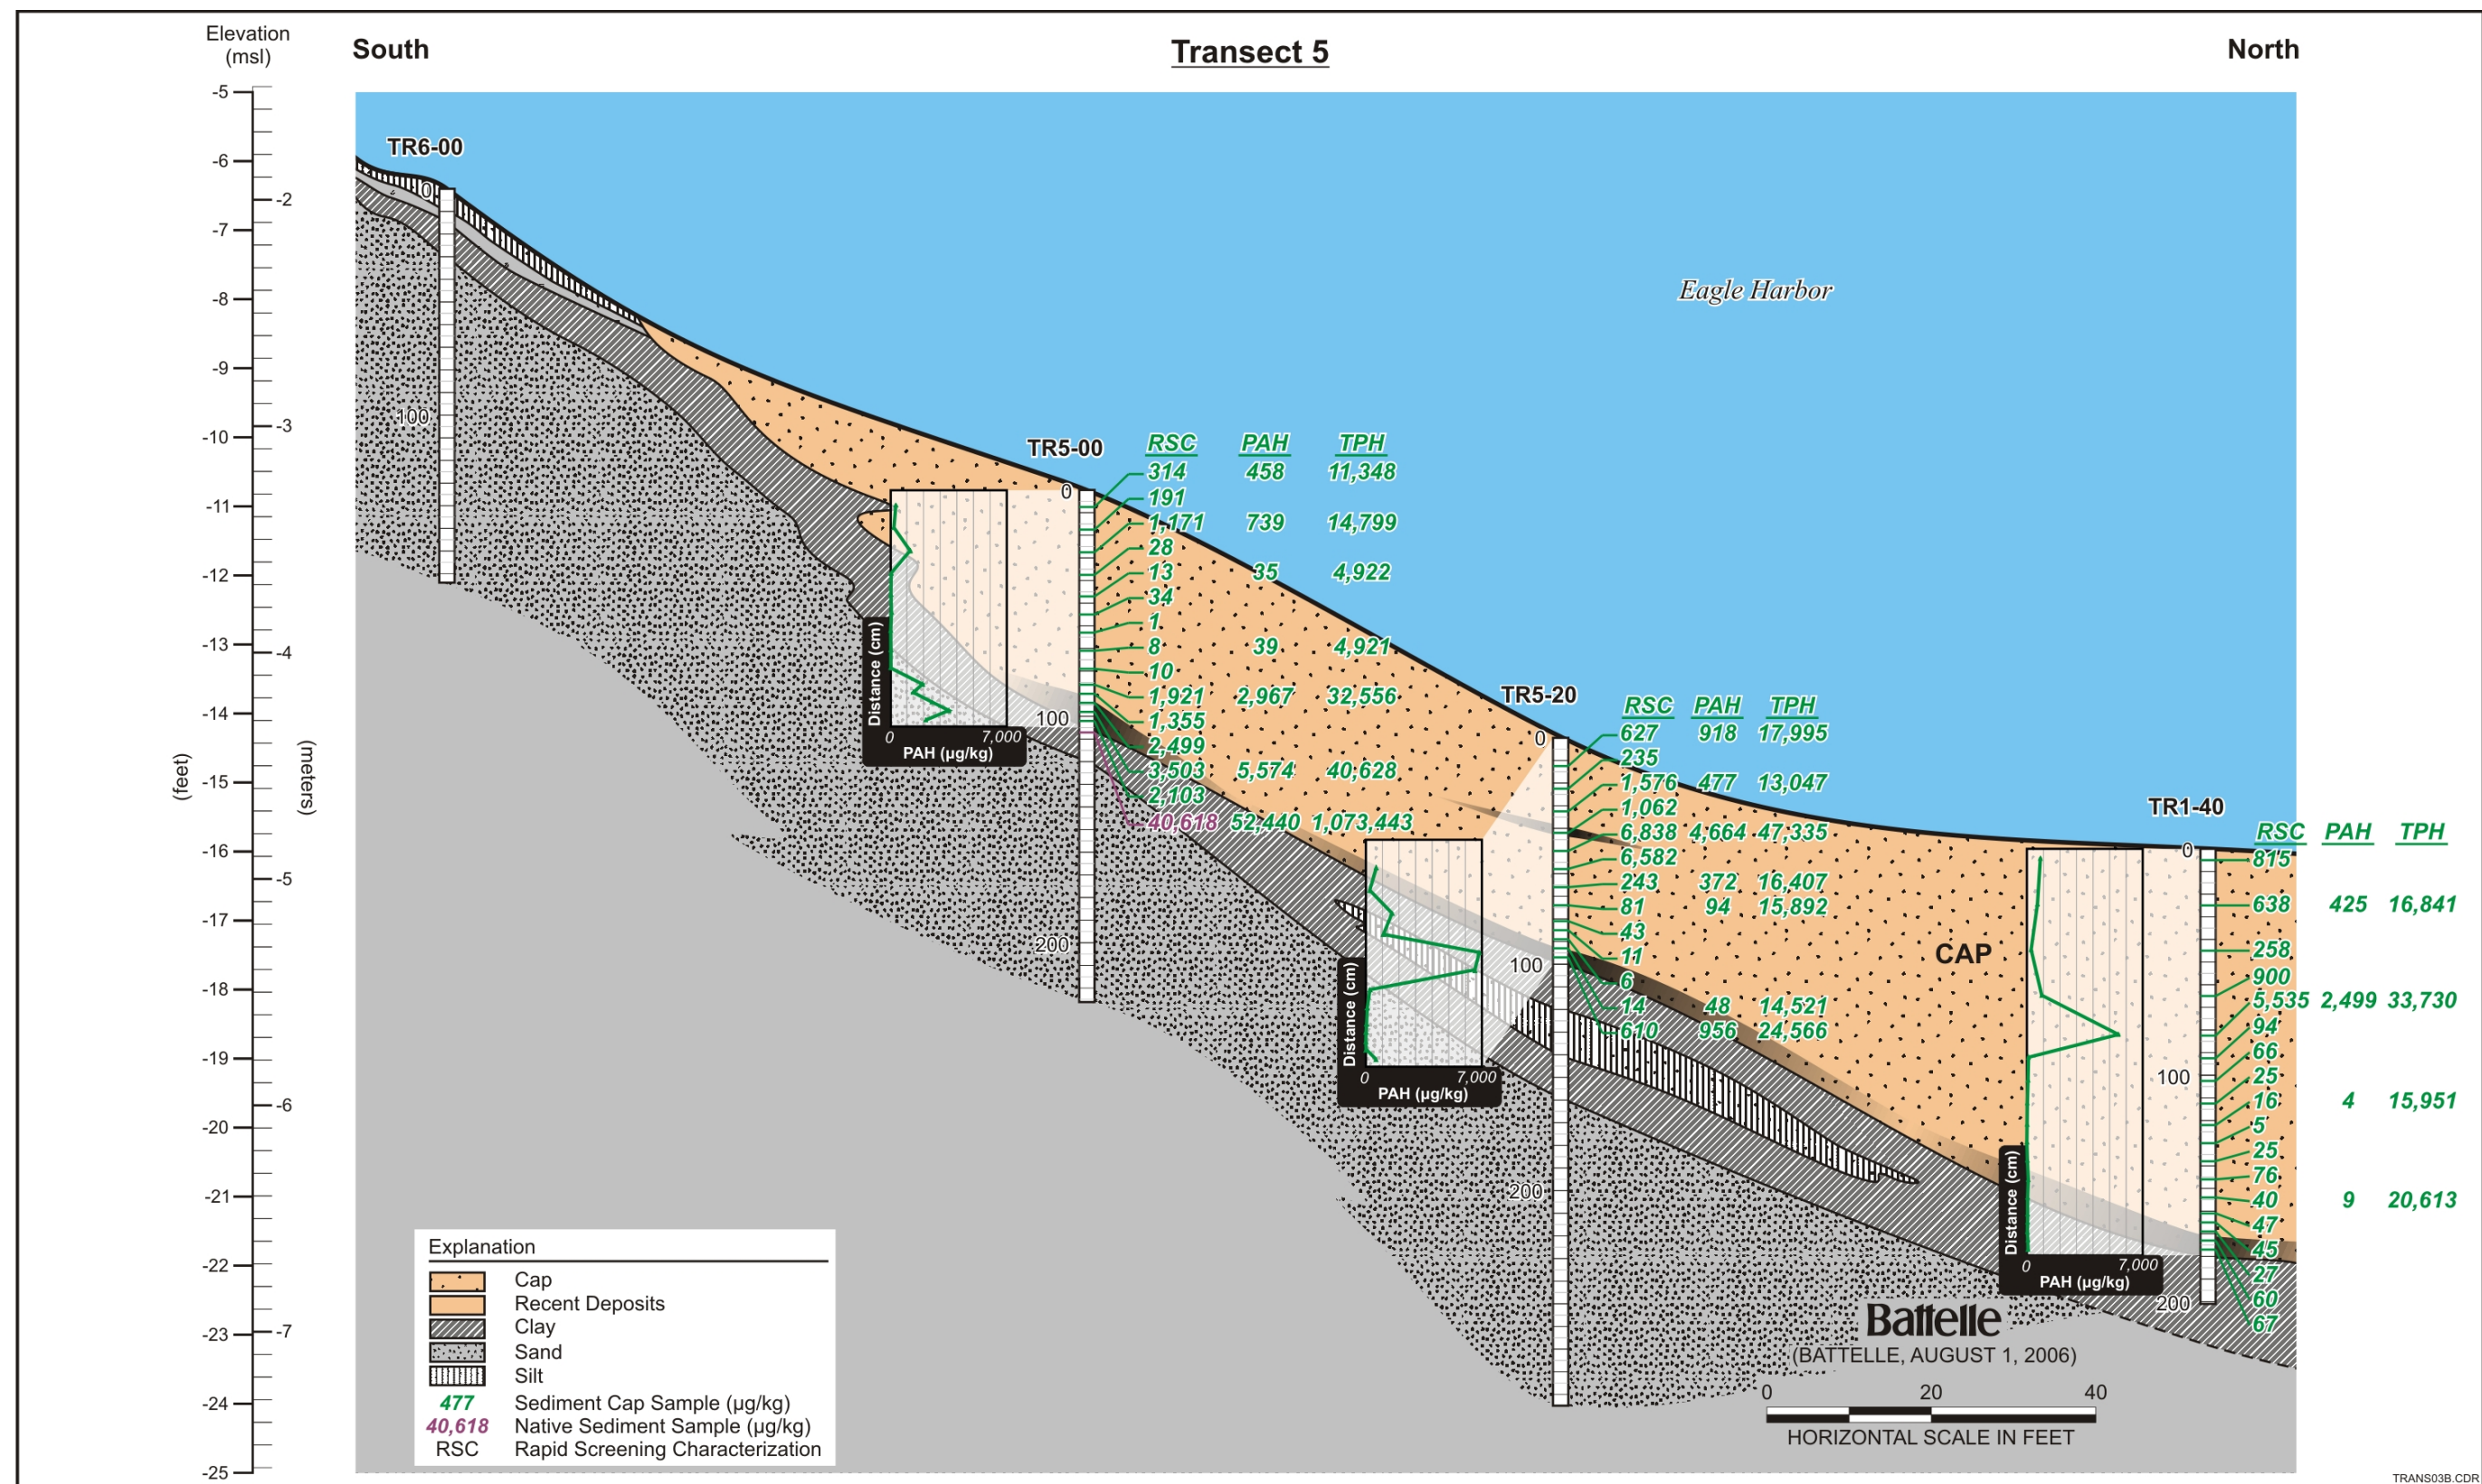 Elevation
(msl)
South
Transect 5
North
-5
-6
-7
-8
-9
-10
-11
-12
-13
-14
-15
-16
-17
-18
-19
-20
-21
-22
-23
-24
-25
(feet)
-2
-3
-4
-5
-6
-7
(meters)
Eagle Harbor
TR6-00
0
100
TR5-00
0
100
200
RSC PAH TPH
314 458 11,348
191
1,171 739 14,799
28
13 35 4,922
34
1
8 39 4,921
10
1,921 2,967 32,556
1,355
2,499
3,503 5,574 40,628
2,103
40,618 52,440 1,073,443
Distance (cm)
0 7,000
PAH (µg/kg)
TR5-20
0
100
200
RSC PAH TPH
627 918 17,995
235
1,576 477 13,047
1,062
6,838 4,664 47,335
6,582
243 372 16,407
81 94 15,892
43
11
6
14 48 14,521
610 956 24,566
Distance (cm)
0 7,000
PAH (µg/kg)
CAP
TR1-40
0
100
200
RSC PAH TPH
815
638 425 16,841
258
900
5,535 2,499 33,730
94
66
25
16 4 15,951
5
25
76
40 9 20,613
47
45
27
60
67
Distance (cm)
0 7,000
PAH (µg/kg)
Explanation
Cap
Recent Deposits
Clay
Sand
Silt
477 Sediment Cap Sample (µg/kg)
40,618 Native Sediment Sample (µg/kg)
RSC Rapid Screening Characterization
Battelle
(BATTELLE, AUGUST 1, 2006)
0 20 40
HORIZONTAL SCALE IN FEET
TRANS03B.CDR